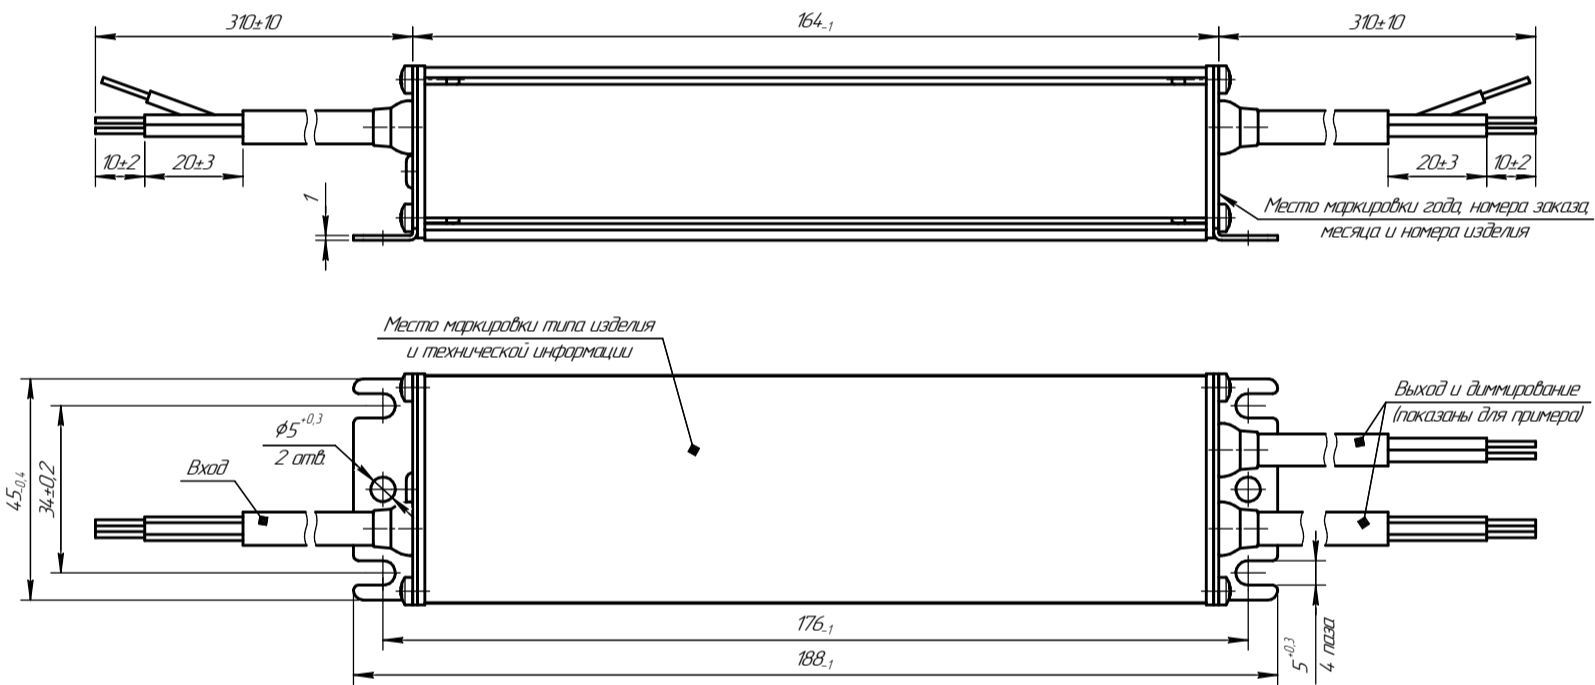 310±10
164-1
310±10
10±2
20±3
1
20±3
10±2
Место маркировки года, номера заказа,
месяца и номера изделия
Место маркировки типа изделия
и технической информации
Выход и диммирование
(показаны для примера)
⌀5+0,3
2 отв.
Вход
45-0,4
34±0,2
176-1
188-1
5+0,3
4 паза